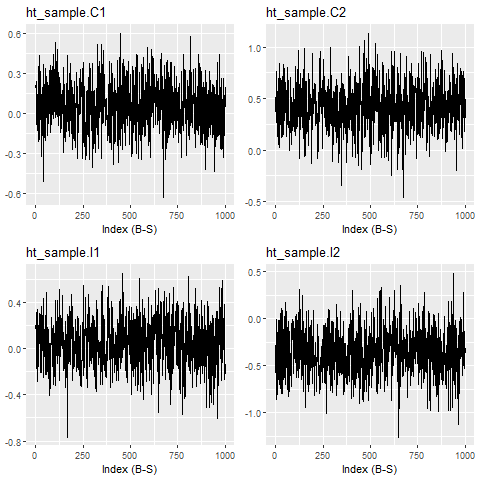 ht_sample.C1
0.6
0.3
0.0
-0.3
-0.6
0 250 500 750 1000
Index (B-S)
ht_sample.C2
1.0
0.5
0.0
-0.5
0 250 500 750 1000
Index (B-S)
ht_sample.I1
0.4
0.0
-0.4
-0.8
0 250 500 750 1000
Index (B-S)
ht_sample.I2
0.5
0.0
-0.5
-1.0
0 250 500 750 1000
Index (B-S)